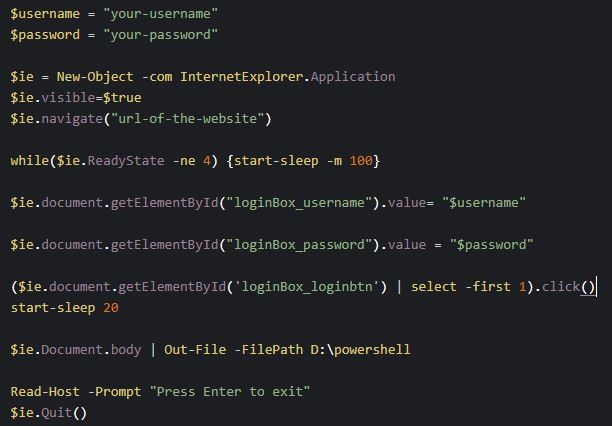 $username = "your-username"
$password = "your-password"
$ie = New-Object -com InternetExplorer.Application
$ie.visible=$true
$ie.navigate("url-of-the-website")
while($ie.ReadyState -ne 4) {start-sleep -m 100}
$ie.document.getElementById("loginBox_username").value= "$username"
$ie.document.getElementById("loginBox_password").value = "$password"
($ie.document.getElementById('loginBox_loginbtn') | select -first 1).click()
start-sleep 20
$ie.Document.body | Out-File -FilePath D:\powershell
Read-Host -Prompt "Press Enter to exit"
$ie.Quit()